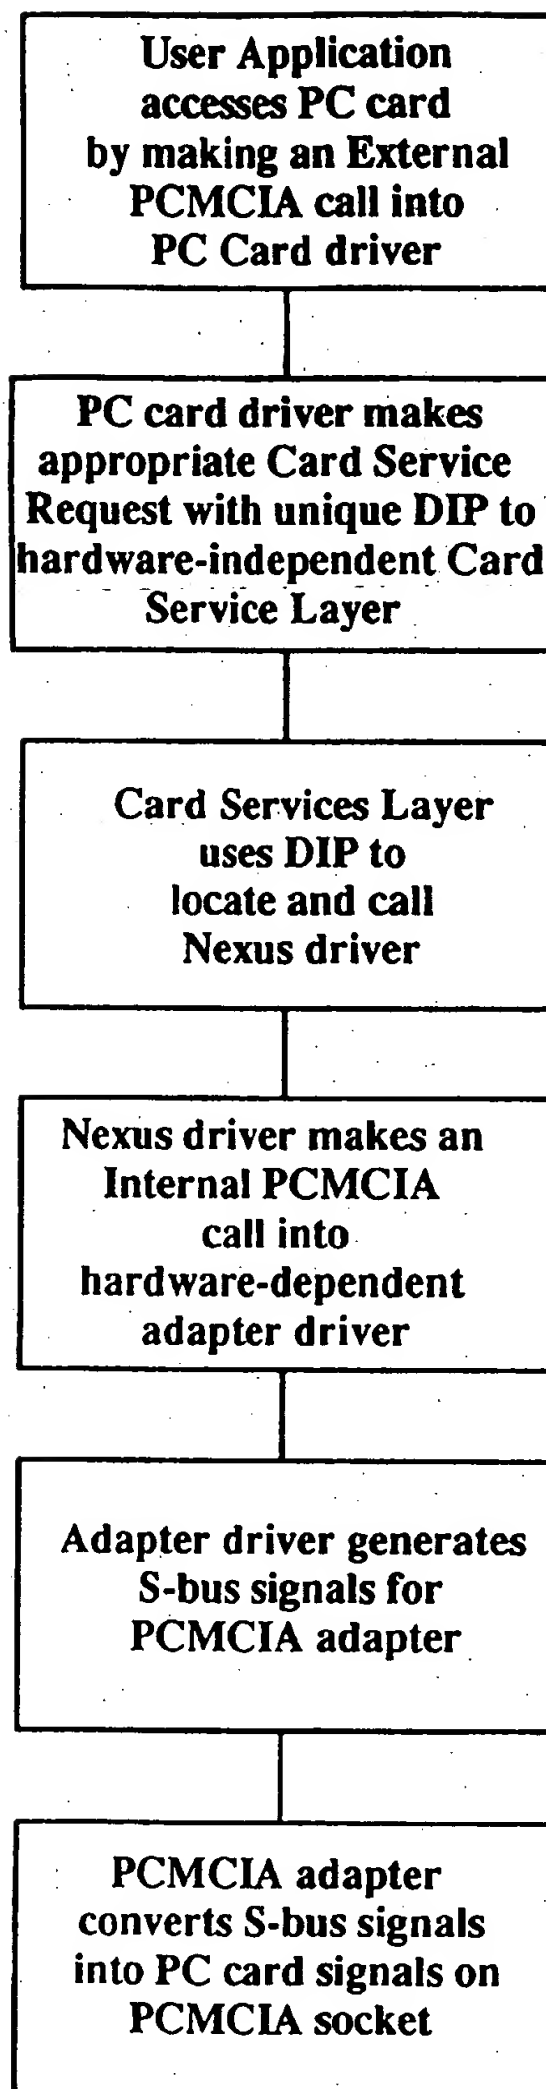 User Application
accesses PC card
by making an External
PCMCIA call into
PC Card driver
PC card driver makes
appropriate Card Service
Request with unique DIP to
hardware-independent Card
Service Layer
Card Services Layer
uses DIP to
locate and call
Nexus driver
Nexus driver makes an
Internal PCMCIA
call into
hardware-dependent
adapter driver
Adapter driver generates
S-bus signals for
PCMCIA adapter
PCMCIA adapter
converts S-bus signals
into PC card signals on
PCMCIA socket